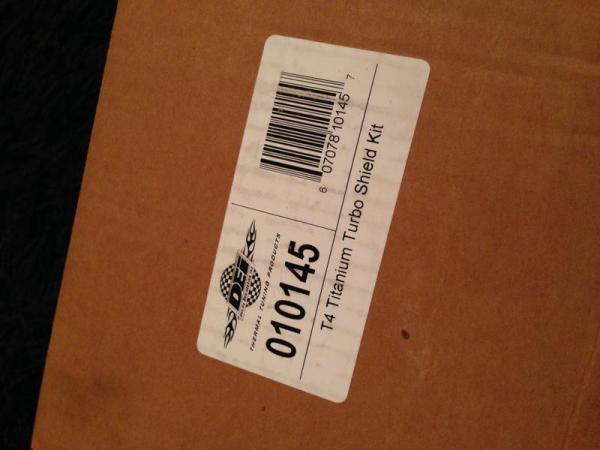 DEI
THERMAL TUNING PRODUCTS
010145
6 07078 10145 7
T4 Titanium Turbo Shield Kit